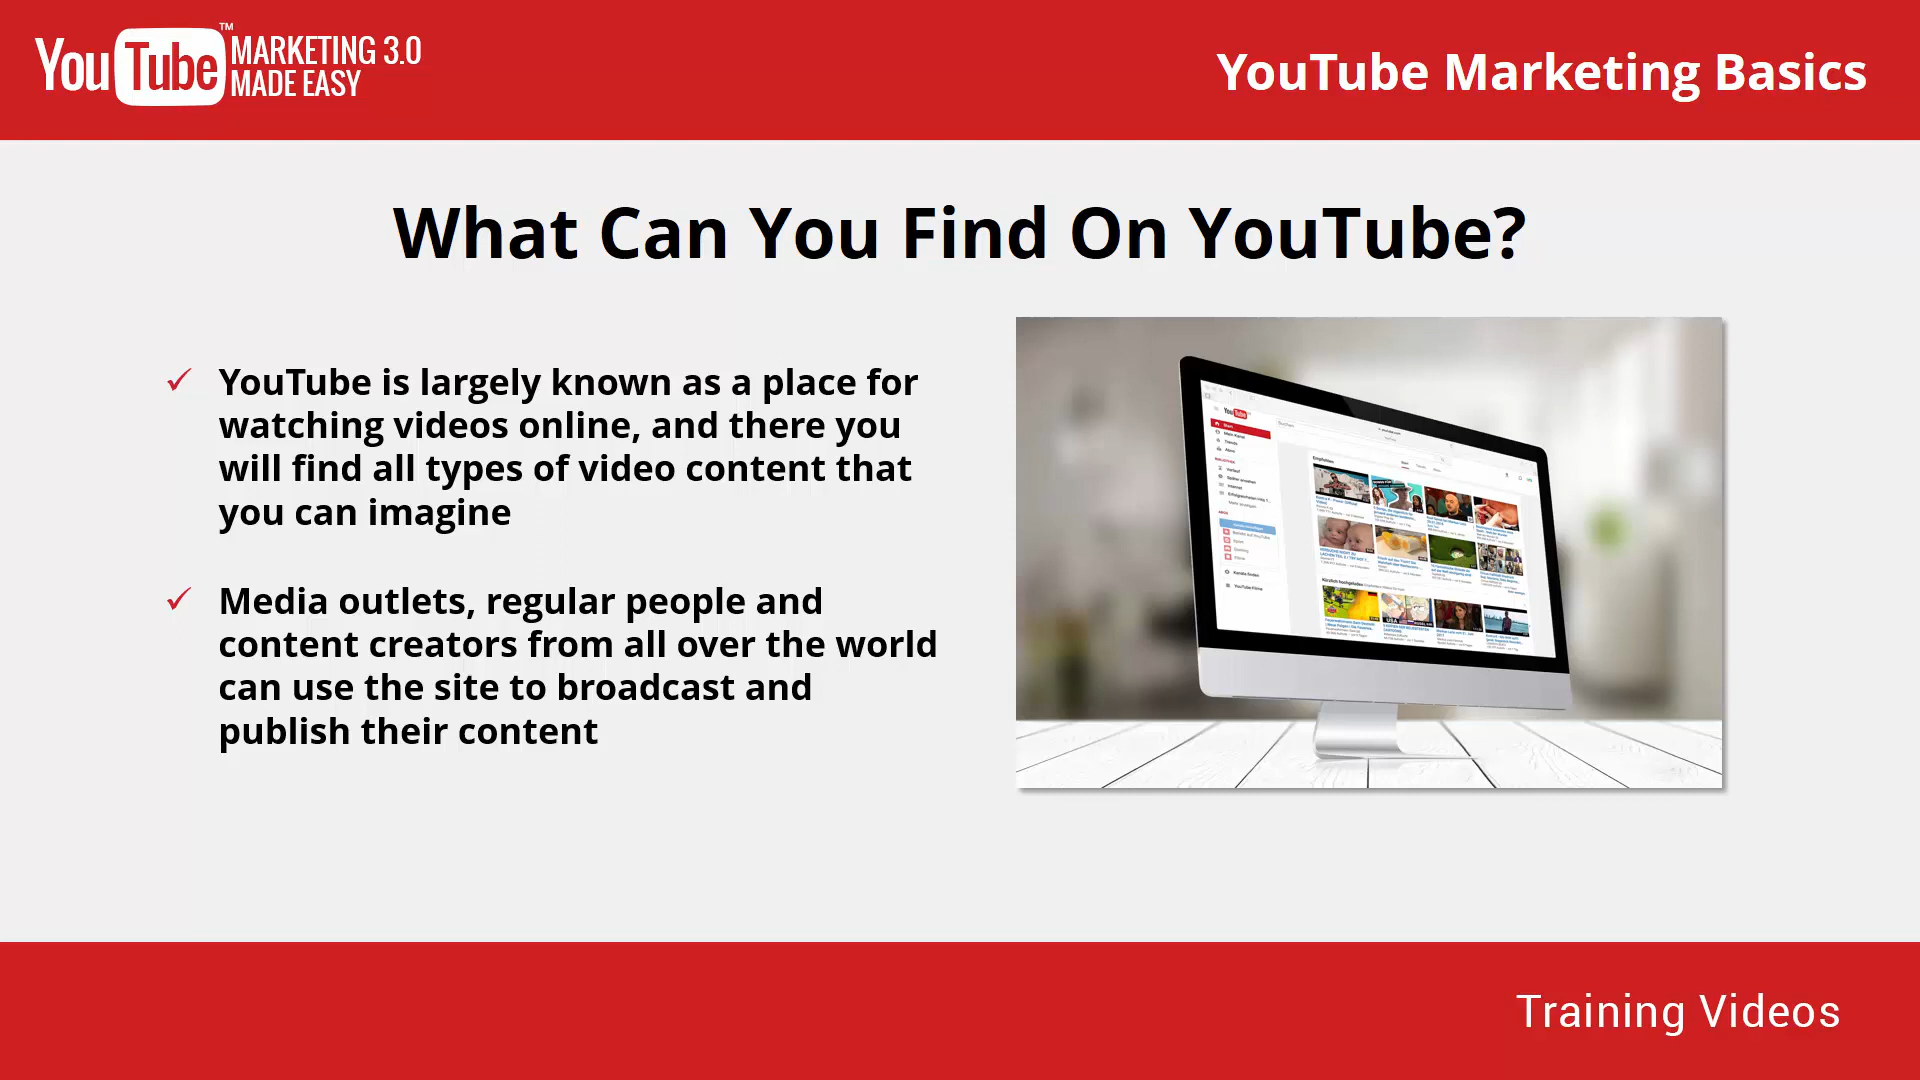 YouTube™
MARKETING 3.0
MADE EASY
YouTube Marketing Basics
What Can You Find On YouTube?
✓ YouTube is largely known as a place for
watching videos online, and there you
will find all types of video content that
you can imagine
✓ Media outlets, regular people and
content creators from all over the world
can use the site to broadcast and
publish their content
YouTube
Empfohlen
Training Videos